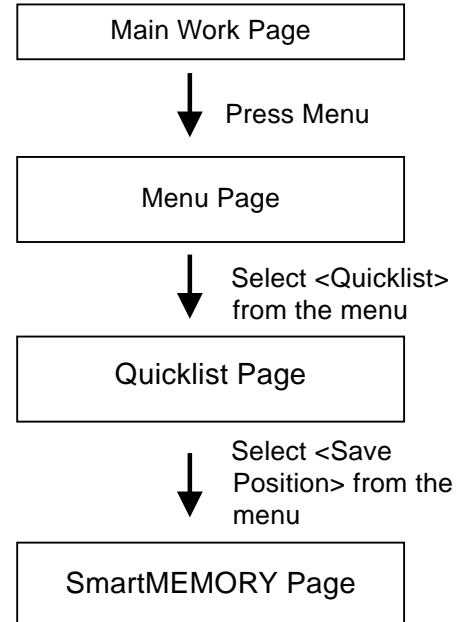 Main Work Page
Press Menu
Menu Page
Select <Quicklist>
from the menu
Quicklist Page
Select <Save
Position> from the
menu
SmartMEMORY Page